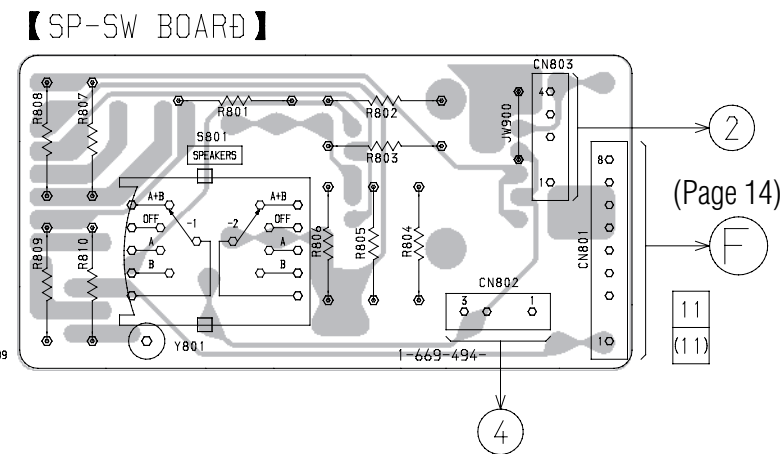 【SP-SW BOARD】
CN803
R808
R807
R801
R802
4
JW900
2
S801
SPEAKERS
R803
8
1
(Page 14)
A+B
A+B
OFF
-1
-2
OFF
A
A
B
B
R809
R810
R806
R805
R804
CN801
F
CN802
3
1
11
(11)
Y801
1-669-494-
1
09
4